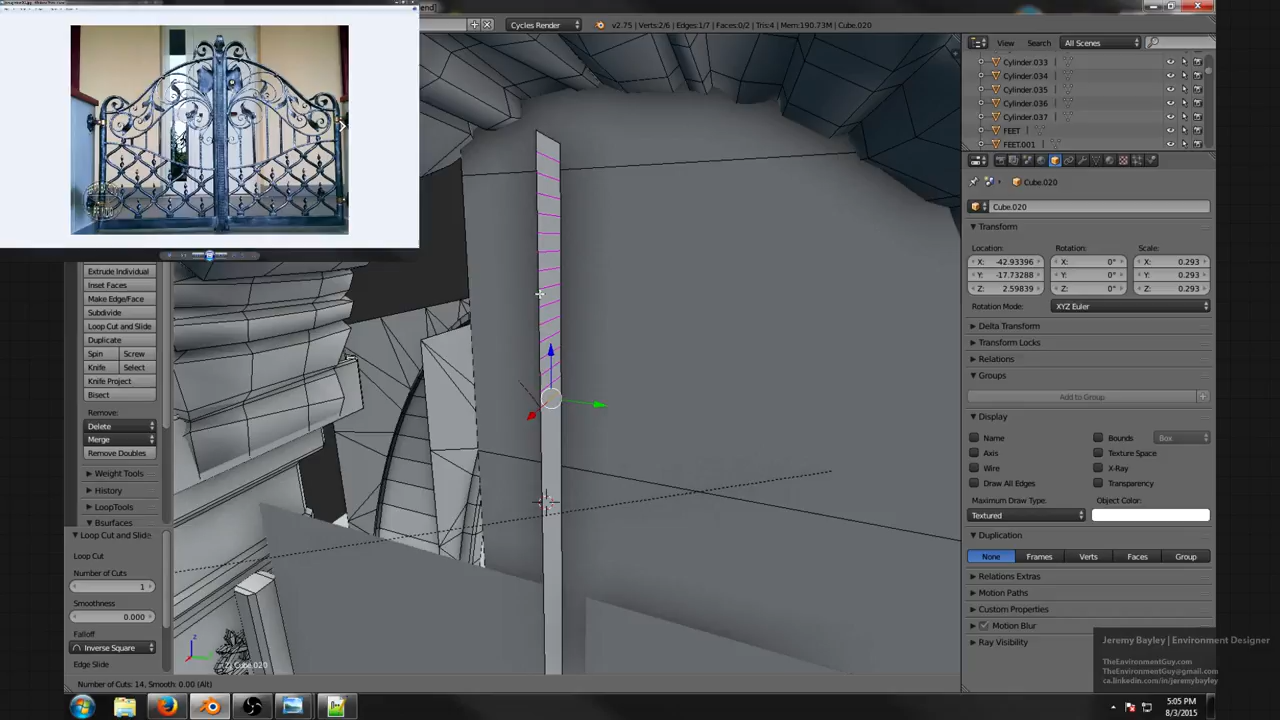 end]
Cycles Render
v2.75 | Verts:2/6 | Edges:1/7 | Faces:0/2 | Tris:4 | Mem:190.73M | Cube.020
View Search All Scenes
Cylinder.033
Cylinder.034
Cylinder.035
Cylinder.036
Cylinder.037
FEET
FEET.001
Cube.020
Cube.020
Transform
Location: Rotation: Scale:
X: -42.93396 X: 0° X: 0.293
Y: -17.73288 Y: 0° Y: 0.293
Z: 2.59839 Z: 0° Z: 0.293
Rotation Mode: XYZ Euler
Delta Transform
Transform Locks
Relations
Groups
Add to Group
Display
Name Bounds Box
Axis Texture Space
Wire X-Ray
Draw All Edges Transparency
Maximum Draw Type: Object Color:
Textured
Duplication
None Frames Verts Faces Group
Relations Extras
Motion Paths
Custom Properties
Motion Blur
Ray Visibility
Extrude Individual
Inset Faces
Make Edge/Face
Subdivide
Loop Cut and Slide
Duplicate
Spin Screw
Knife Select
Knife Project
Bisect
Remove:
Delete
Merge
Remove Doubles
Weight Tools
History
LoopTools
Bsurfaces
Loop Cut and Slide
Loop Cut
Number of Cuts:
1
Smoothness
0.000
Falloff
Inverse Square
Edge Slide
z
Cube.020
Number of Cuts: 14, Smooth: 0.00 (Alt)
Jeremy Bayley | Environment Designer
TheEnvironmentGuy.com
TheEnvironmentGuy@gmail.com
ca.linkedin.com/in/jeremybayley
5:05 PM
8/3/2015